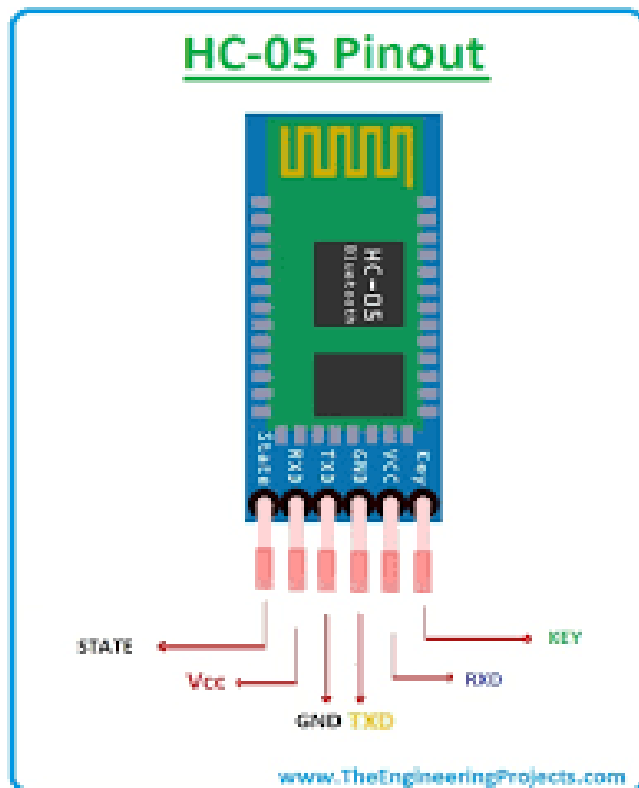 HC-05 Pinout
HC-05
Bluetooth
State
RXD
TXD
GND
VCC
Key
STATE
KEY
Vcc
RXD
GND
TXD
www.TheEngineeringProjects.com